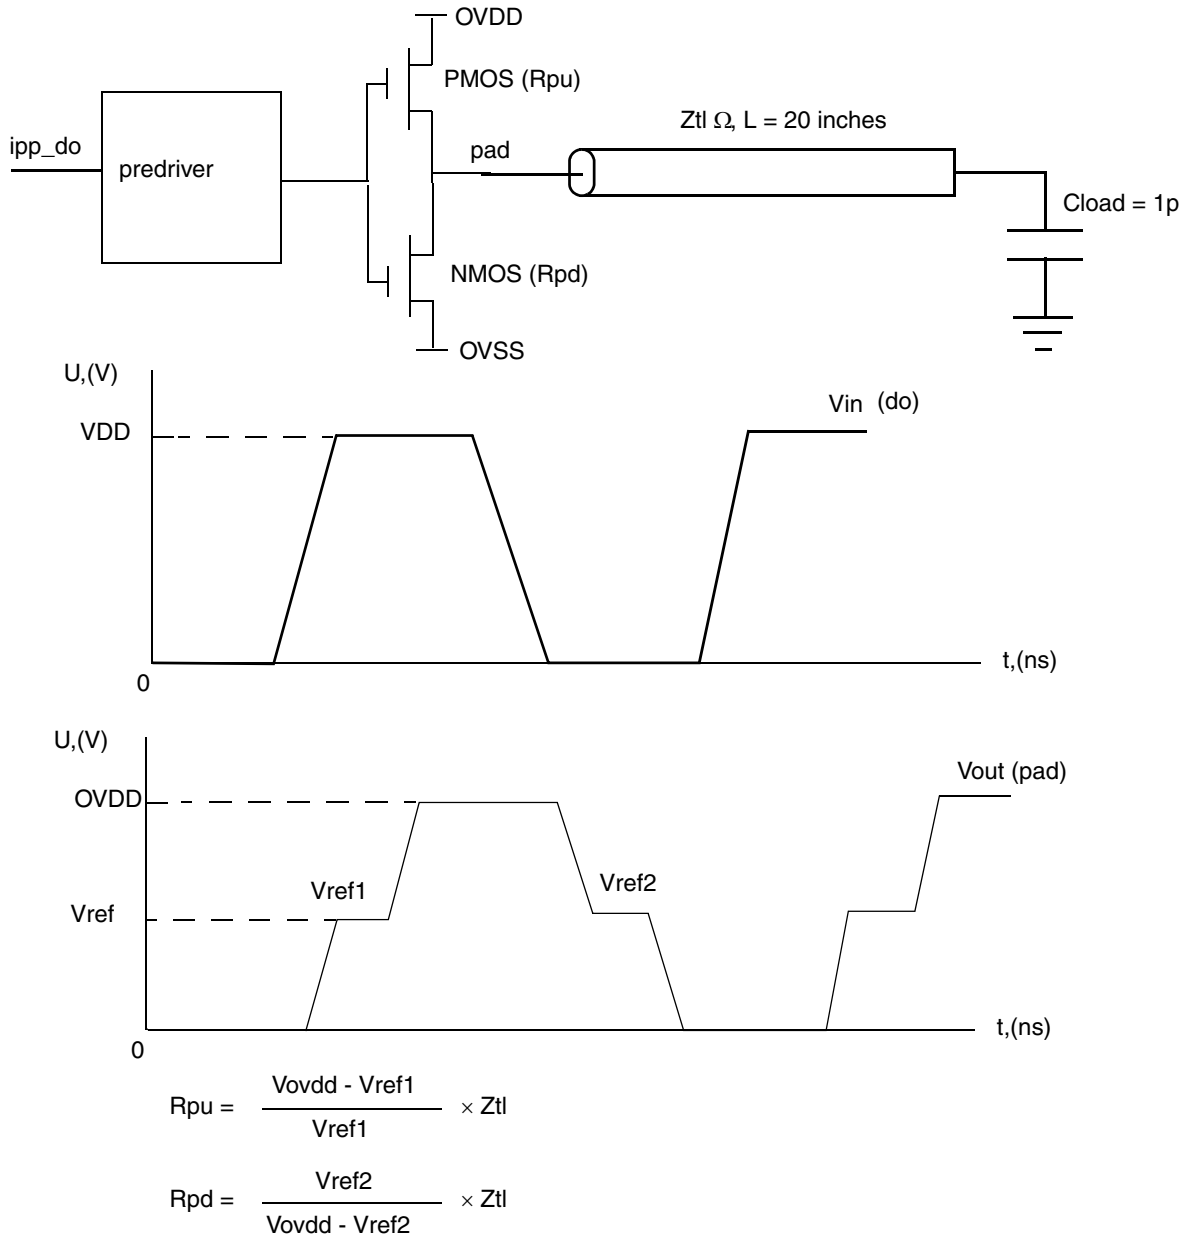 OVDD
PMOS (Rpu)
Ztl Ω, L = 20 inches
ipp_do
predriver
pad
Cload = 1p
NMOS (Rpd)
OVSS
U,(V)
VDD
Vin (do)
t,(ns)
0
U,(V)
OVDD
Vout (pad)
Vref1
Vref2
Vref
t,(ns)
0
Vovdd - Vref1
Rpu = × Ztl
Vref1
Vref2
Rpd = × Ztl
Vovdd - Vref2